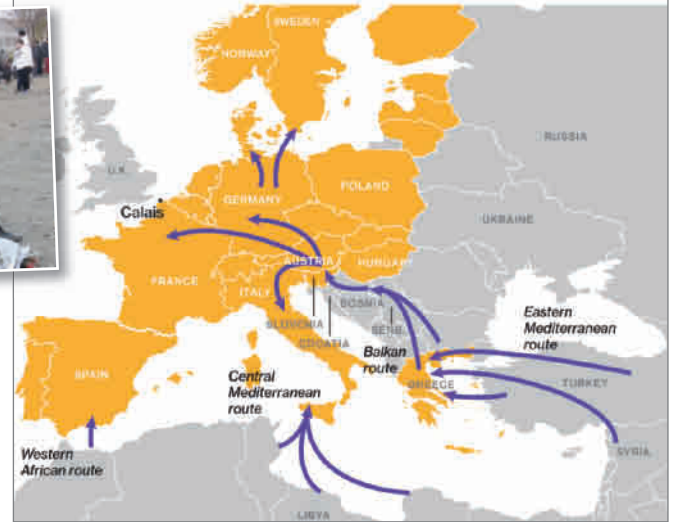 SWEDEN
NORWAY
RUSSIA
U.K.
GERMANY
POLAND
Calais
UKRAINE
FRANCE
AUSTRIA
HUNGARY
ITALY
BOSNIA
SLOVENIA
CROATIA
SERB.
Eastern
Mediterranean
route
Balkan
route
SPAIN
Central
Mediterranean
route
GREECE
TURKEY
Western
African route
SYRIA
LIBYA